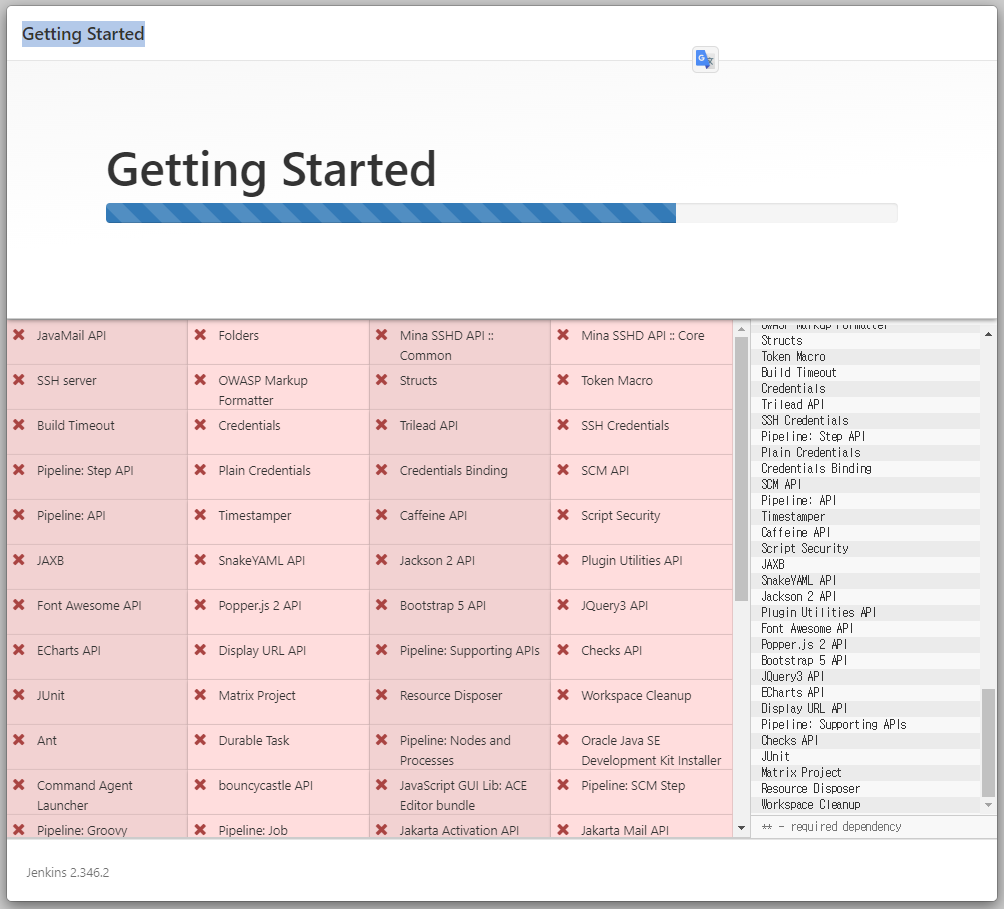 Getting Started
Getting Started
JavaMail API
Folders
Mina SSHD API ::
Common
Mina SSHD API :: Core
SSH server
OWASP Markup
Formatter
Structs
Token Macro
Build Timeout
Credentials
Trilead API
SSH Credentials
Pipeline: Step API
Plain Credentials
Credentials Binding
SCM API
Pipeline: API
Timestamper
Caffeine API
Script Security
JAXB
SnakeYAML API
Jackson 2 API
Plugin Utilities API
Font Awesome API
Popper.js 2 API
Bootstrap 5 API
JQuery3 API
ECharts API
Display URL API
Pipeline: Supporting APIs
Checks API
JUnit
Matrix Project
Resource Disposer
Workspace Cleanup
Ant
Durable Task
Pipeline: Nodes and
Processes
Oracle Java SE
Development Kit Installer
Command Agent
Launcher
bouncycastle API
JavaScript GUI Lib: ACE
Editor bundle
Pipeline: SCM Step
Pipeline: Groovy
Pipeline: Job
Jakarta Activation API
Jakarta Mail API
OWASP Markup Formatter
Structs
Token Macro
Build Timeout
Credentials
Trilead API
SSH Credentials
Pipeline: Step API
Plain Credentials
Credentials Binding
SCM API
Pipeline: API
Timestamper
Caffeine API
Script Security
JAXB
SnakeYAML API
Jackson 2 API
Plugin Utilities API
Font Awesome API
Popper.js 2 API
Bootstrap 5 API
JQuery3 API
ECharts API
Display URL API
Pipeline: Supporting APIs
Checks API
JUnit
Matrix Project
Resource Disposer
Workspace Cleanup
** - required dependency
Jenkins 2.346.2